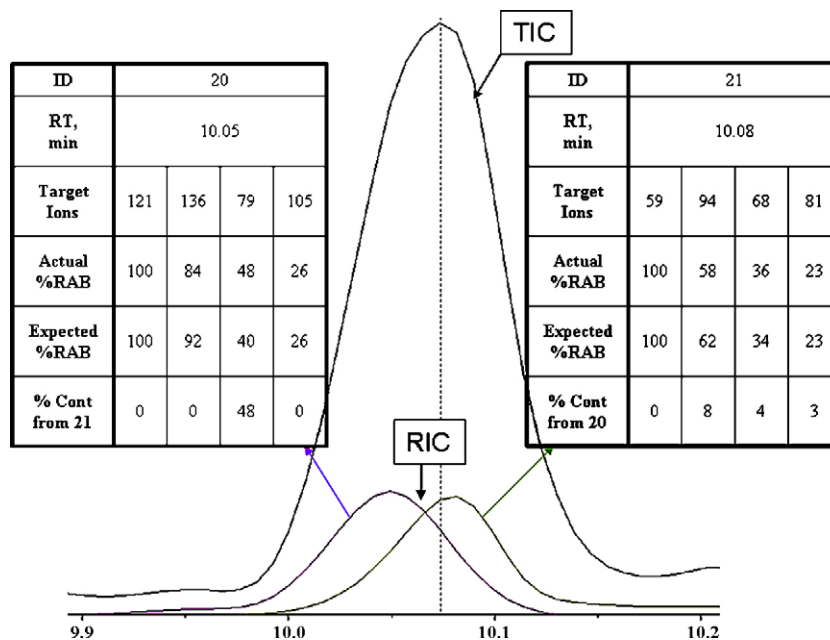 TIC
ID 20
RT, min 10.05
Target Ions 121 136 79 105
Actual %RAB 100 84 48 26
Expected %RAB 100 92 40 26
% Cont from 21 0 0 48 0
ID 21
RT, min 10.08
Target Ions 59 94 68 81
Actual %RAB 100 58 36 23
Expected %RAB 100 62 34 23
% Cont from 20 0 8 4 3
RIC
9.9 10.0 10.1 10.2